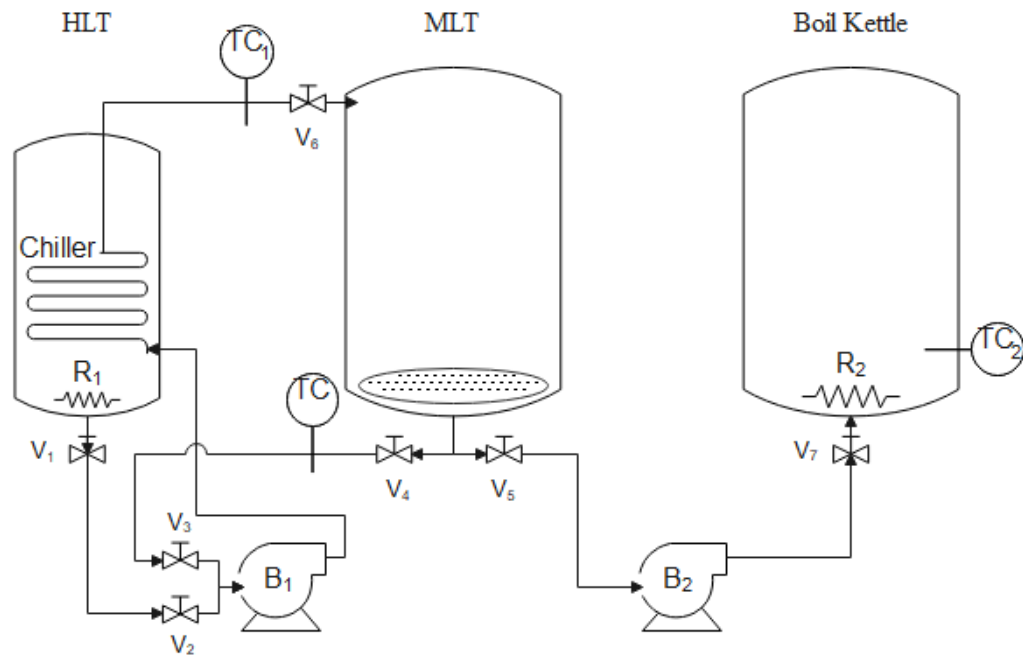 HLT
MLT
Boil Kettle
TC₁
V₆
Chiller
R₁
TC
R₂
TC₂
V₁
V₄
V₅
V₇
V₃
B₁
B₂
V₂